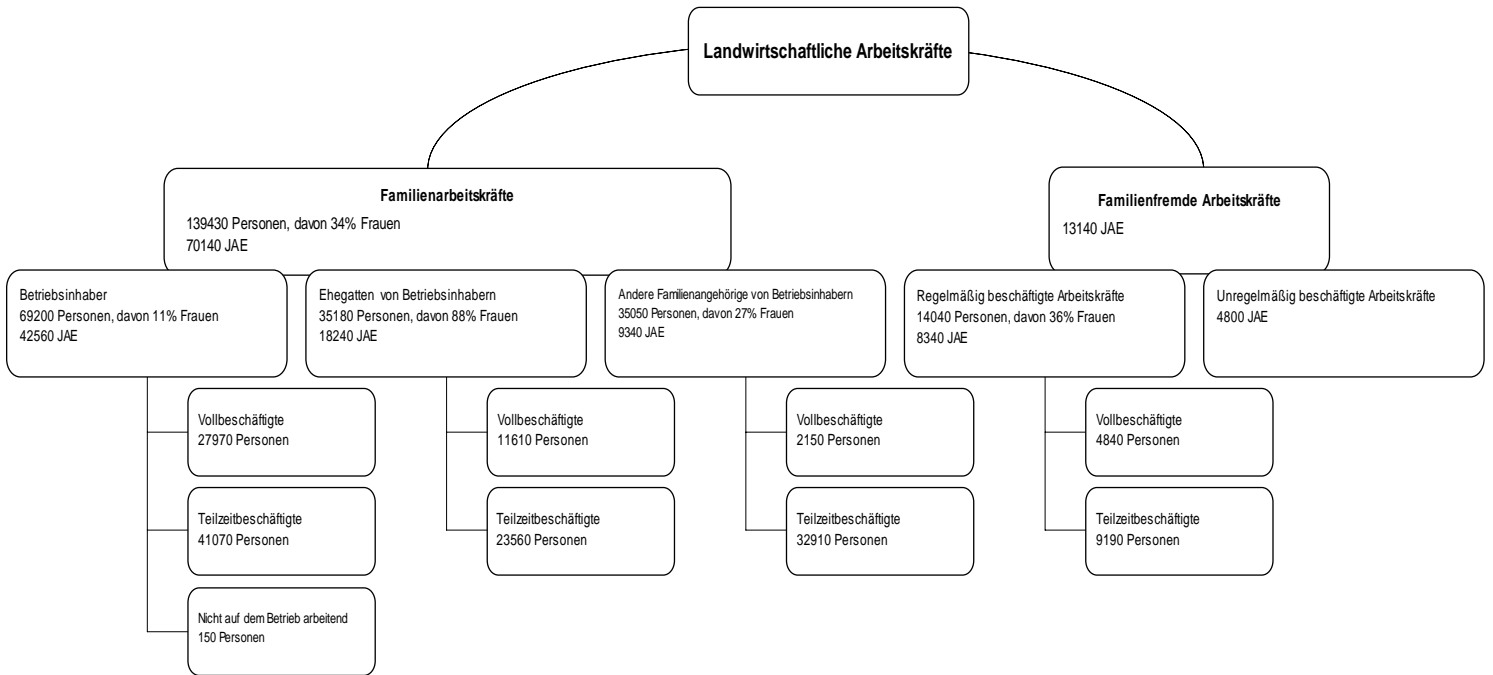 Landwirtschaftliche Arbeitskräfte
Familienarbeitskräfte
139430 Personen, davon 34% Frauen
70140 JAE
Familienfremde Arbeitskräfte
13140 JAE
Betriebsinhaber
69200 Personen, davon 11% Frauen
42560 JAE
Ehegatten von Betriebsinhabern
35180 Personen, davon 88% Frauen
18240 JAE
Andere Familienangehörige von Betriebsinhabern
35050 Personen, davon 27% Frauen
9340 JAE
Regelmäßig beschäftigte Arbeitskräfte
14040 Personen, davon 36% Frauen
8340 JAE
Unregelmäßig beschäftigte Arbeitskräfte
4800 JAE
Vollbeschäftigte
27970 Personen
Vollbeschäftigte
11610 Personen
Vollbeschäftigte
2150 Personen
Vollbeschäftigte
4840 Personen
Teilzeitbeschäftigte
41070 Personen
Teilzeitbeschäftigte
23560 Personen
Teilzeitbeschäftigte
32910 Personen
Teilzeitbeschäftigte
9190 Personen
Nicht auf dem Betrieb arbeitend
150 Personen